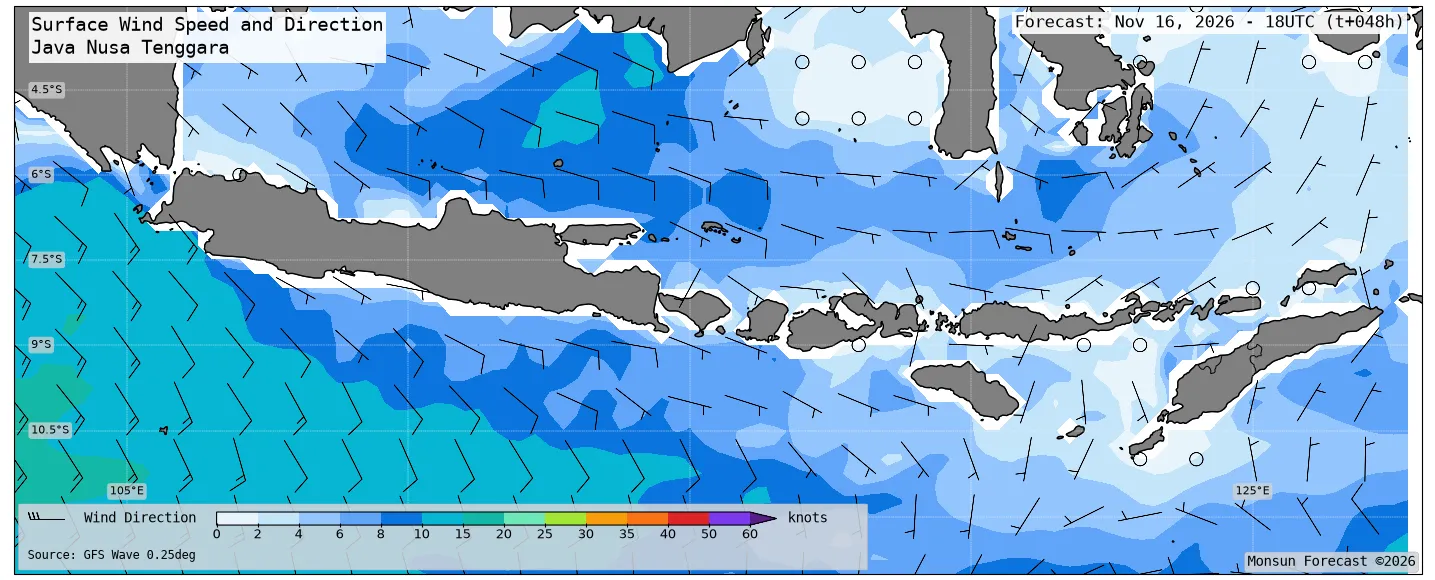 Surface Wind Speed and Direction
Java Nusa Tenggara
Forecast: Nov 16, 2026 - 18UTC (t+048h)
4.5°S
6°S
7.5°S
9°S
10.5°S
105°E
125°E
Wind Direction
0 2 4 6 8 10 15 20 25 30 35 40 50 60
knots
Source: GFS Wave 0.25deg
Monsun Forecast ©2026